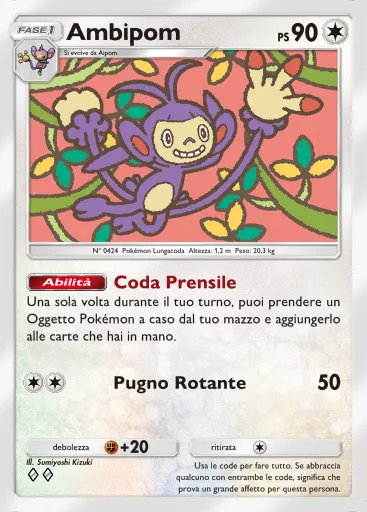 FASE 1
Ambipom
PS 90
Si evolve da Aipom
N° 0424 Pokémon Lungacoda Altezza: 1,2 m Peso: 20,3 kg
Abilità Coda Prensile
Una sola volta durante il tuo turno, puoi prendere un
Oggetto Pokémon a caso dal tuo mazzo e aggiungerlo
alle carte che hai in mano.
Pugno Rotante 50
debolezza +20 ritirata
Ill. Sumiyoshi Kizuki
Usa le code per fare tutto. Se abbraccia
qualcuno con entrambe le code, significa che
prova un grande affetto per questa persona.